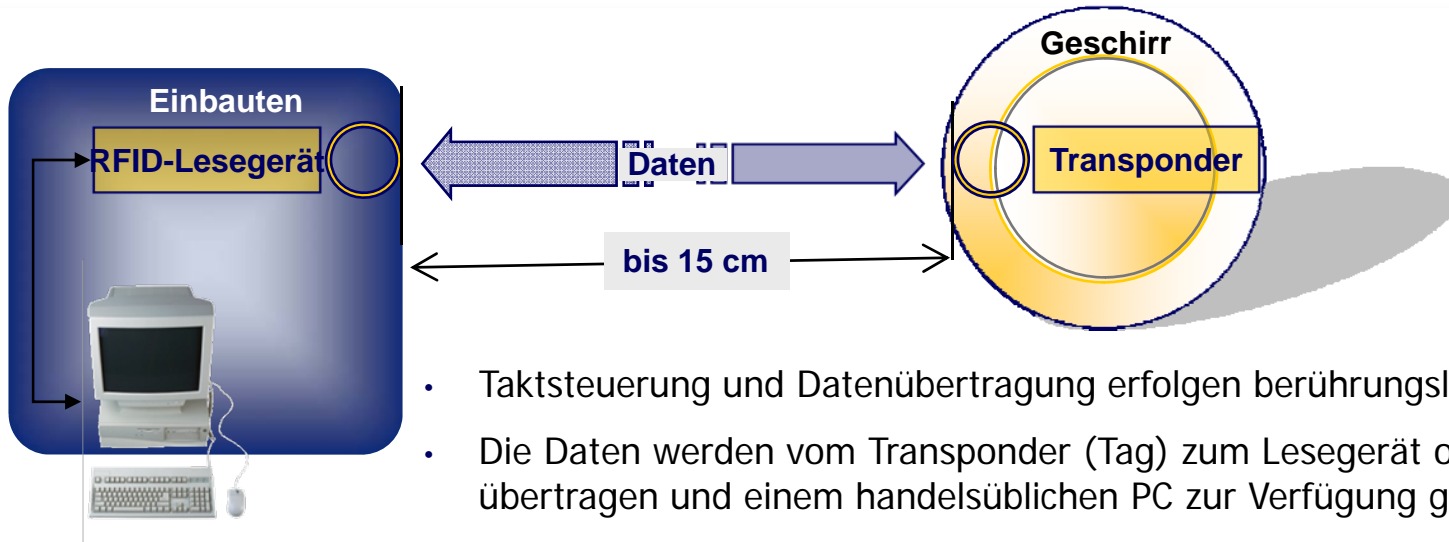 Geschirr
Einbauten
RFID-Lesegerät
Daten
Transponder
bis 15 cm
• Taktsteuerung und Datenübertragung erfolgen
• Die Daten werden vom Transponder (Tag) zum Lesegerät
übertragen und einem handelsüblichen PC zur Verfügung